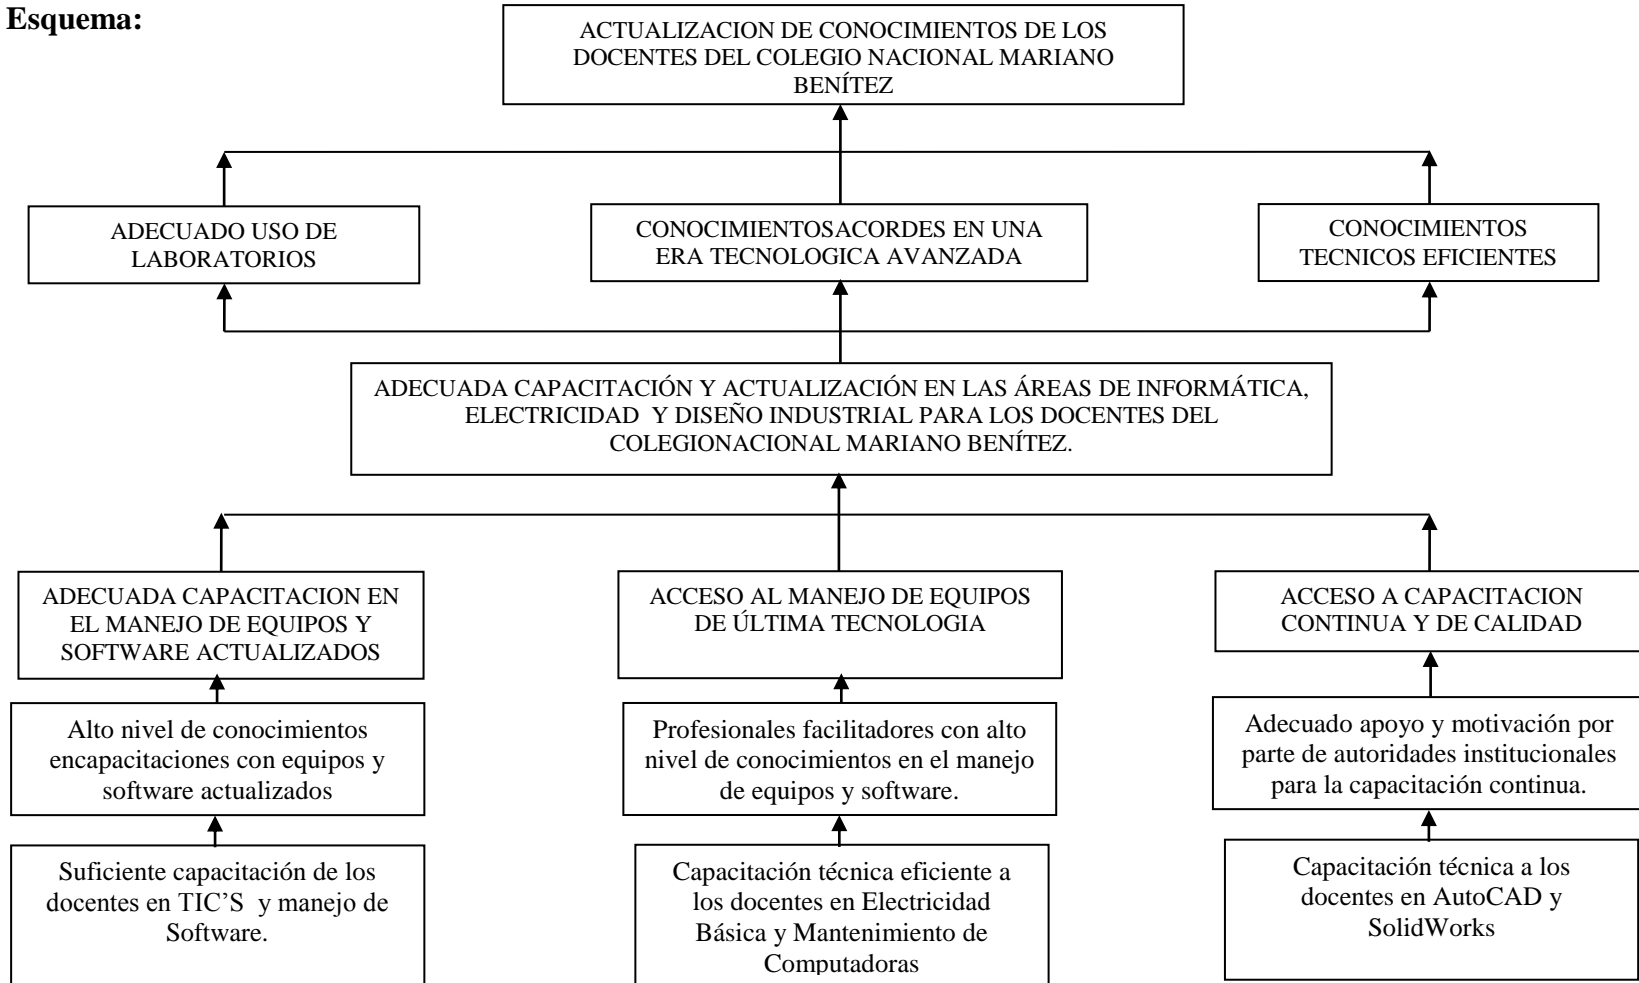 Esquema:
ACTUALIZACION DE CONOCIMIENTOS DE LOS
DOCENTES DEL COLEGIO NACIONAL MARIANO
BENÍTEZ
ADECUADO USO DE
LABORATORIOS
CONOCIMIENTOSACORDES EN UNA
ERA TECNOLOGICA AVANZADA
CONOCIMIENTOS
TECNICOS EFICIENTES
ADECUADA CAPACITACIÓN Y ACTUALIZACIÓN EN LAS ÁREAS DE INFORMÁTICA,
ELECTRICIDAD  Y DISEÑO INDUSTRIAL PARA LOS DOCENTES DEL
COLEGIONACIONAL MARIANO BENÍTEZ.
ADECUADA CAPACITACION EN
EL MANEJO DE EQUIPOS Y
SOFTWARE ACTUALIZADOS
ACCESO AL MANEJO DE EQUIPOS
DE ÚLTIMA TECNOLOGIA
ACCESO A CAPACITACION
CONTINUA Y DE CALIDAD
Alto nivel de conocimientos
encapacitaciones con equipos y
software actualizados
Profesionales facilitadores con alto
nivel de conocimientos en el manejo
de equipos y software.
Adecuado apoyo y motivación por
parte de autoridades institucionales
para la capacitación continua.
Suficiente capacitación de los
docentes en TIC’S  y manejo de
Software.
Capacitación técnica eficiente a
los docentes en Electricidad
Básica y Mantenimiento de
Computadoras
Capacitación técnica a los
docentes en AutoCAD y
SolidWorks